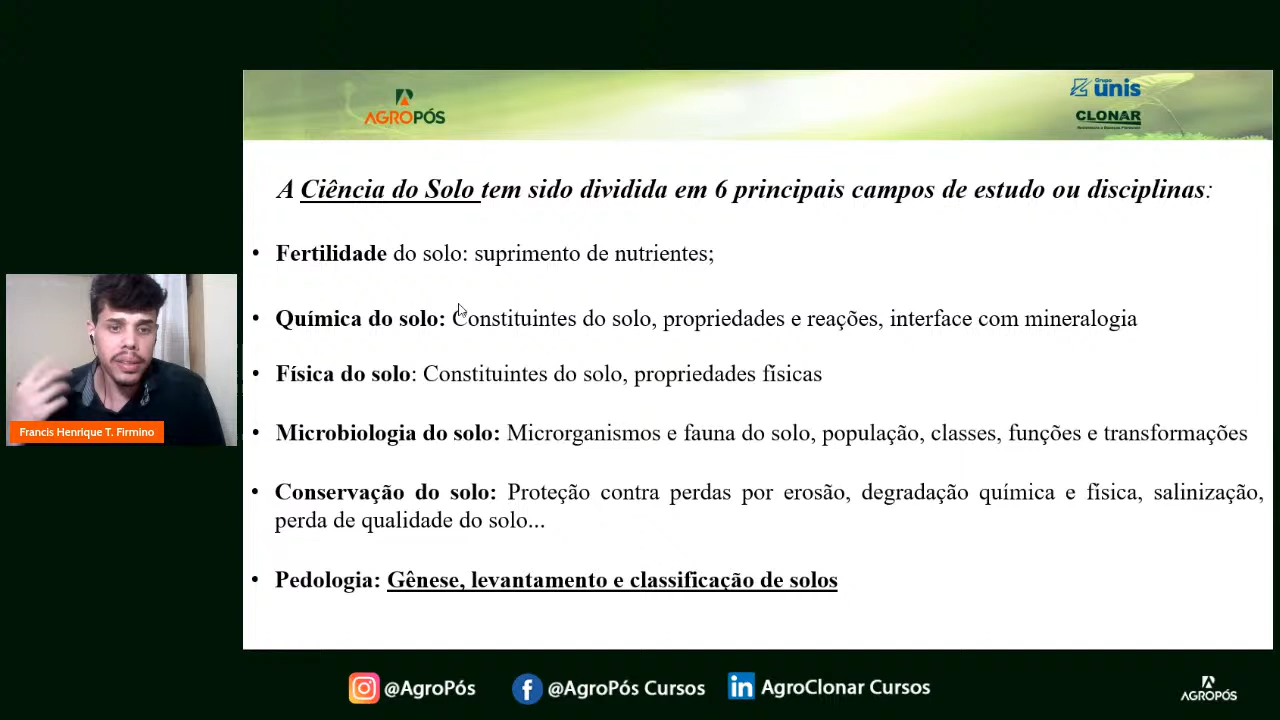 AGROPÓS
Grupo
unis
CLONAR
A Ciência do Solo tem sido dividida em 6 principais campos de estudo ou disciplinas:
• Fertilidade do solo: suprimento de nutrientes;
• Química do solo: Constituintes do solo, propriedades e reações, interface com mineralogia
• Física do solo: Constituintes do solo, propriedades físicas
• Microbiologia do solo: Microrganismos e fauna do solo, população, classes, funções e transformações
• Conservação do solo: Proteção contra perdas por erosão, degradação química e física, salinização,
perda de qualidade do solo...
• Pedologia: Gênese, levantamento e classificação de solos
Francis Henrique T. Firmino
@AgroPós
@AgroPós Cursos
AgroClonar Cursos
AGROPÓS